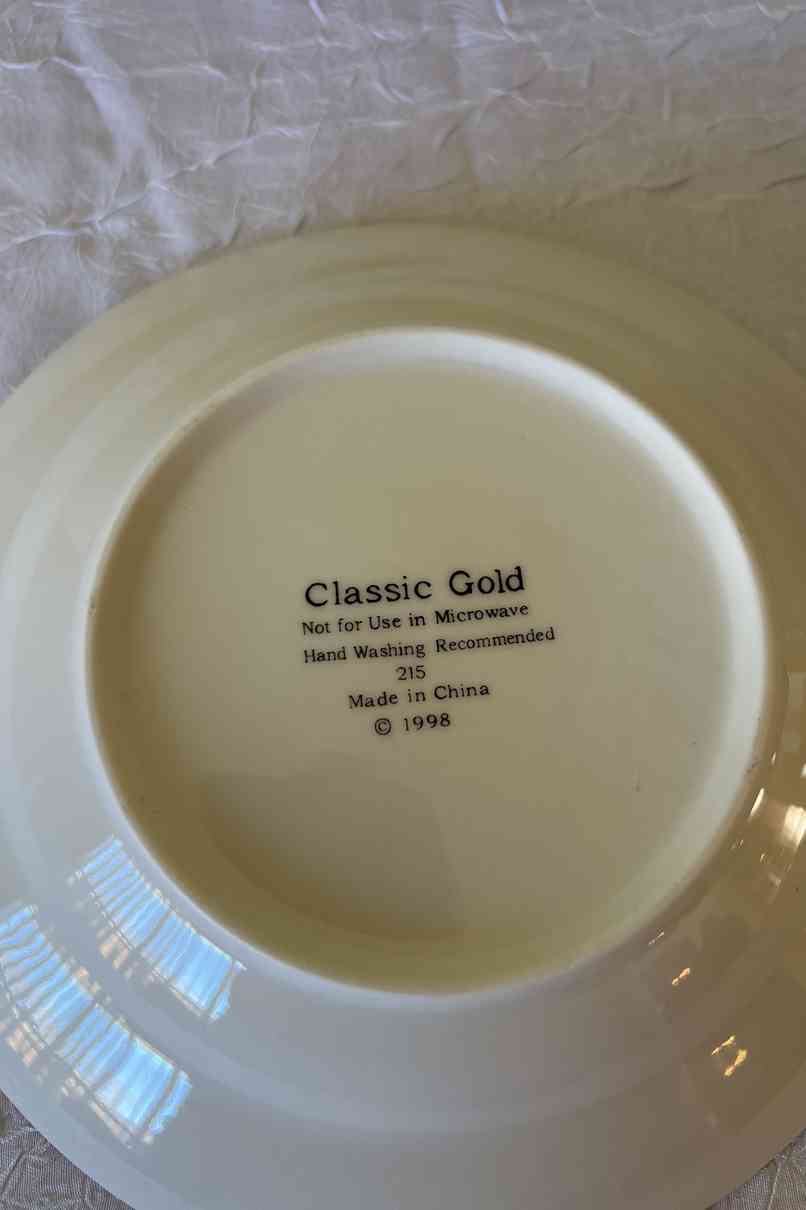 Classic Gold
Not for Use in Microwave
Hand Washing Recommended
215
Made in China
© 1998